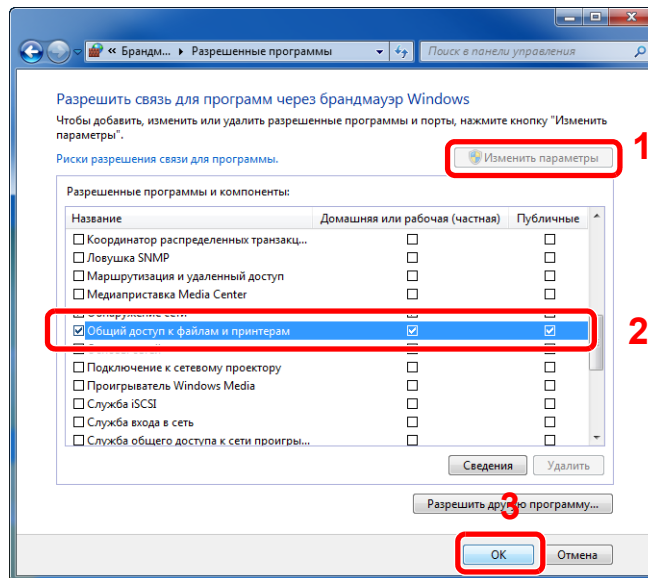 « Брандм... ▸ Разрешенные программы
Поиск в панели управления
Разрешить связь для программ через брандмауэр Windows
Чтобы добавить, изменить или удалить разрешенные программы и порты, нажмите кнопку "Изменить
параметры".
Риски разрешения связи для программы.
Изменить параметры
1
Разрешенные программы и компоненты:
Название Домашняя или рабочая (частная) Публичные
Координатор распределенных транзакц...
Ловушка SNMP
Маршрутизация и удаленный доступ
Медиаприставка Media Center
Обнаружение сети
Общий доступ к файлам и принтерам
2
Подключение к сетевому проектору
Проигрыватель Windows Media
Служба iSCSI
Служба входа в сеть
Служба общего доступа к сети проигры...
Сведения Удалить
Разрешить другую программу...
3
ОК Отмена